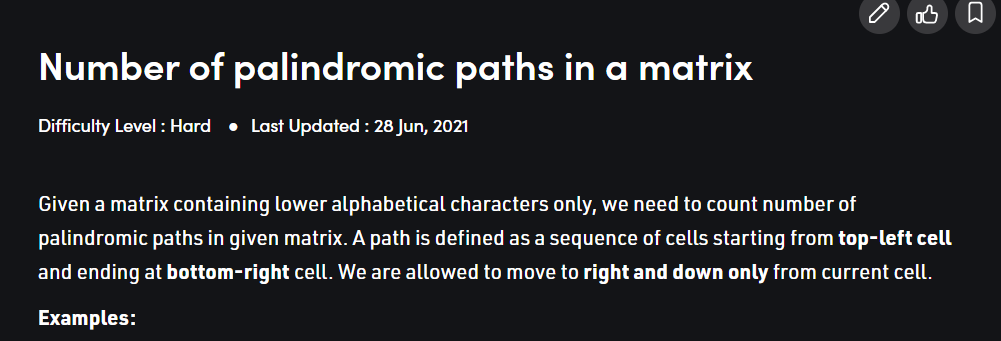 Number of palindromic paths in a matrix
Difficulty Level : Hard ● Last Updated : 28 Jun, 2021
Given a matrix containing lower alphabetical characters only, we need to count number of
palindromic paths in given matrix. A path is defined as a sequence of cells starting from top-left cell
and ending at bottom-right cell. We are allowed to move to right and down only from current cell.
Examples: